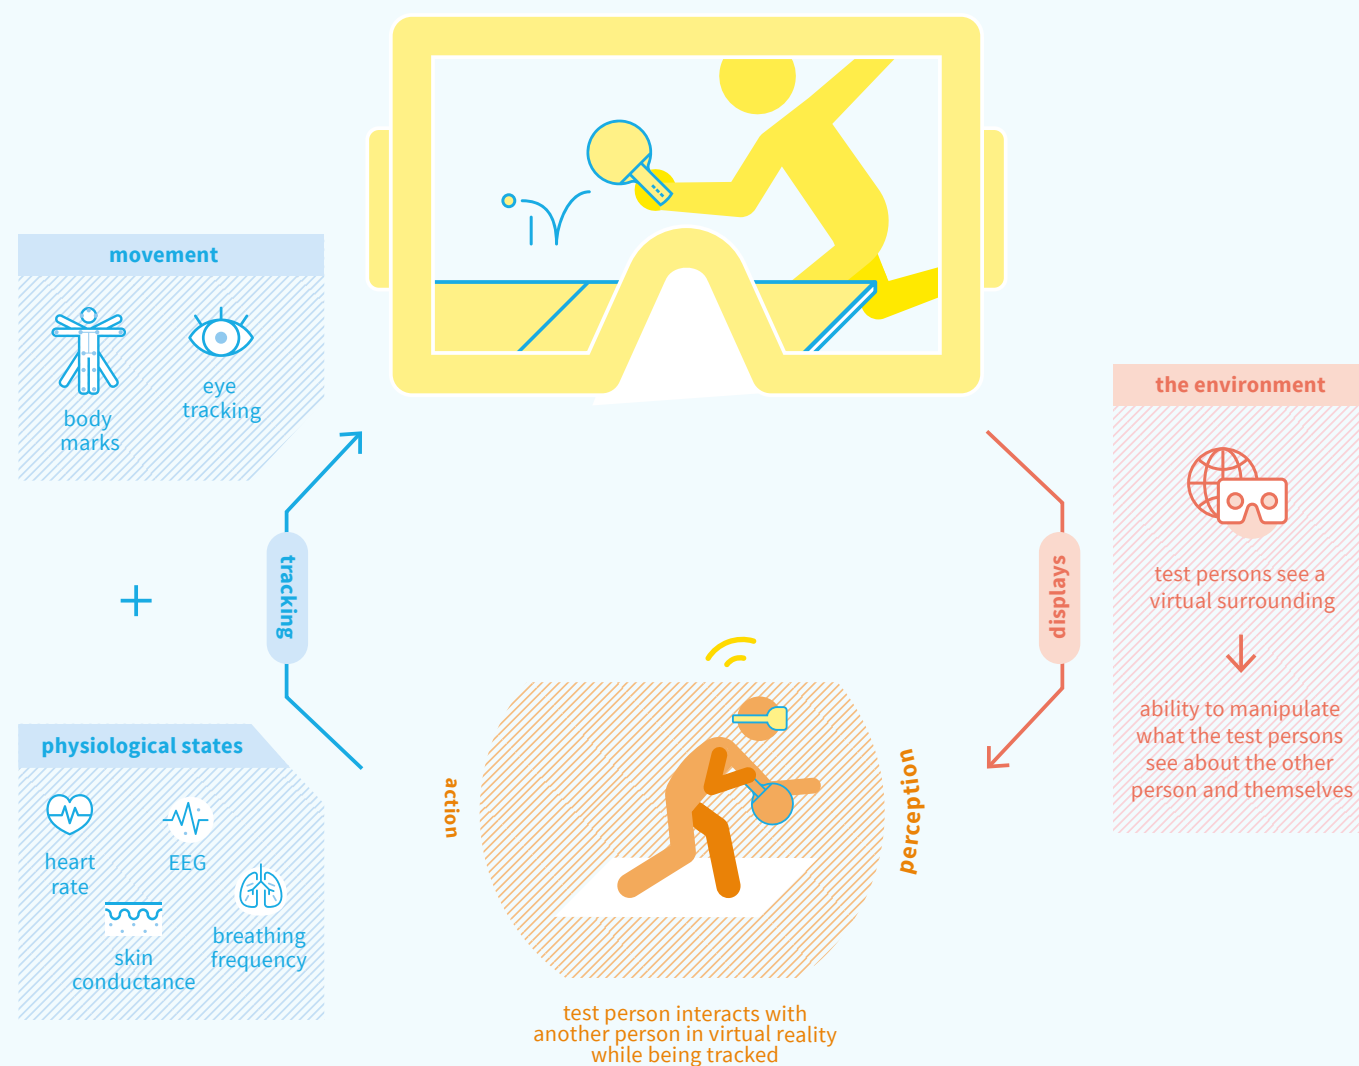 movement
body
marks
eye
tracking
tracking
physiological states
heart
rate
EEG
skin
conductance
breathing
frequency
action
perception
test person interacts with
another person in virtual reality
while being tracked
displays
the environment
test persons see a
virtual surrounding
ability to manipulate
what the test persons
see about the other
person and themselves